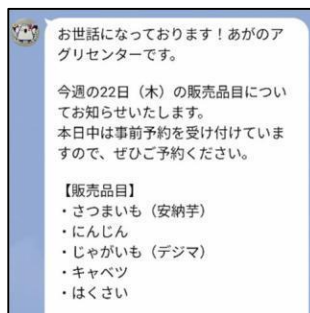 お世話になっております！あがのア
グリセンターです。
今週の22日（木）の販売品目につい
てお知らせいたします。
本日中は事前予約を受け付けていま
すので、ぜひご予約ください。
【販売品目】
・さつまいも（安納芋）
・にんじん
・じゃがいも（デジマ）
・キャベツ
・はくさい